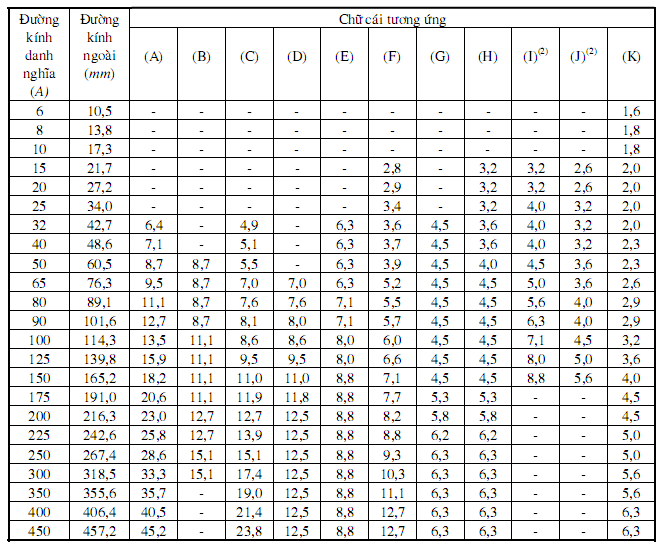 Đường kính danh nghĩa (A) Đường kính ngoài (mm) Chữ cái tương ứng
(A) (B) (C) (D) (E) (F) (G) (H) (I)(2) (J)(2) (K)
6 10,5 - - - - - - - - - - 1,6
8 13,8 - - - - - - - - - - 1,8
10 17,3 - - - - - - - - - - 1,8
15 21,7 - - - - - 2,8 - 3,2 3,2 2,6 2,0
20 27,2 - - - - - 2,9 - 3,2 3,2 2,6 2,0
25 34,0 - - - - - 3,4 - 3,2 4,0 3,2 2,0
32 42,7 6,4 - 4,9 - 6,3 3,6 4,5 3,6 4,0 3,2 2,0
40 48,6 7,1 - 5,1 - 6,3 3,7 4,5 3,6 4,0 3,2 2,3
50 60,5 8,7 8,7 5,5 - 6,3 3,9 4,5 4,0 4,5 3,6 2,3
65 76,3 9,5 8,7 7,0 7,0 6,3 5,2 4,5 4,5 5,0 3,6 2,6
80 89,1 11,1 8,7 7,6 7,6 7,1 5,5 4,5 4,5 5,6 4,0 2,9
90 101,6 12,7 8,7 8,1 8,0 7,1 5,7 4,5 4,5 6,3 4,0 2,9
100 114,3 13,5 11,1 8,6 8,6 8,0 6,0 4,5 4,5 7,1 4,5 3,2
125 139,8 15,9 11,1 9,5 9,5 8,0 6,6 4,5 4,5 8,0 5,0 3,6
150 165,2 18,2 11,1 11,0 11,0 8,8 7,1 4,5 4,5 8,8 5,6 4,0
175 191,0 20,6 11,1 11,9 11,8 8,8 7,7 5,3 5,3 - - 4,5
200 216,3 23,0 12,7 12,7 12,5 8,8 8,2 5,8 5,8 - - 4,5
225 242,6 25,8 12,7 13,9 12,5 8,8 8,8 6,2 6,2 - - 5,0
250 267,4 28,6 15,1 15,1 12,5 8,8 9,3 6,3 6,3 - - 5,0
300 318,5 33,3 15,1 17,4 12,5 8,8 10,3 6,3 6,3 - - 5,6
350 355,6 35,7 - 19,0 12,5 8,8 11,1 6,3 6,3 - - 5,6
400 406,4 40,5 - 21,4 12,5 8,8 12,7 6,3 6,3 - - 6,3
450 457,2 45,2 - 23,8 12,5 8,8 12,7 6,3 6,3 - - 6,3